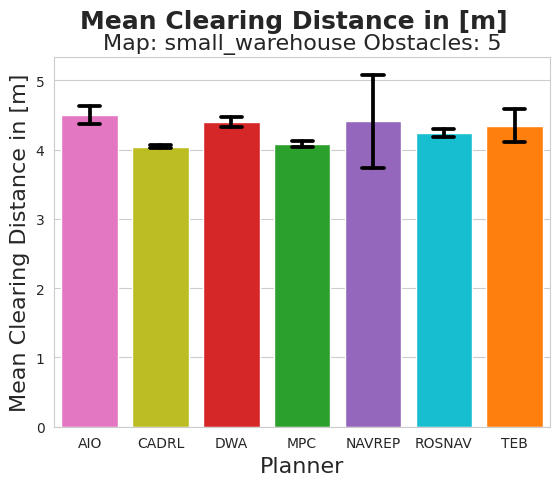 Mean Clearing Distance in [m]
Map: small_warehouse Obstacles: 5
Mean Clearing Distance in [m]
5
4
3
2
1
0
AIO CADRL DWA MPC NAVREP ROSNAV TEB
Planner